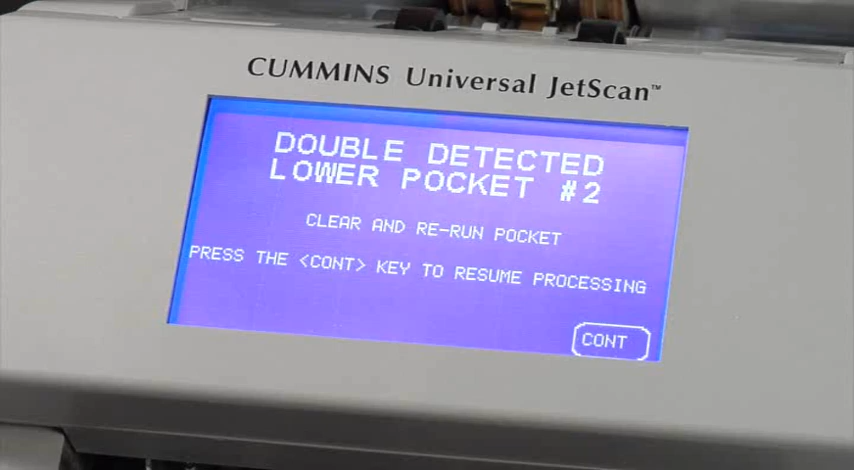 CUMMINS Universal JetScan™
DOUBLE DETECTED
LOWER POCKET #2
CLEAR AND RE-RUN POCKET
PRESS THE <CONT> KEY TO RESUME PROCESSING
CONT